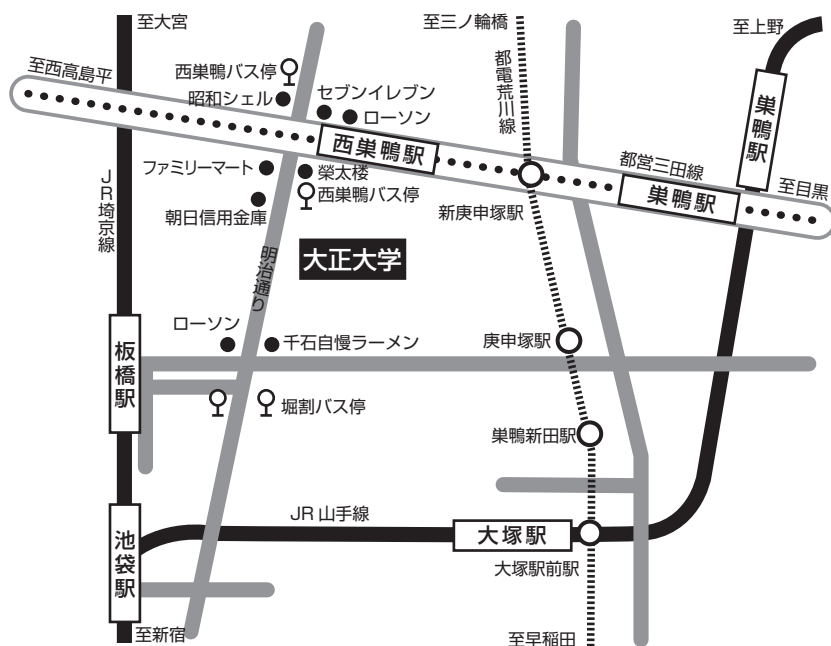 至大宮
至三ノ輪橋
至上野
至西高島平
西巣鴨バス停
昭和シェル
セブンイレブン
ローソン
都電荒川線
巣鴨駅
西巣鴨駅
都営三田線
至目黒
ファミリーマート
榮太楼
西巣鴨バス停
朝日信用金庫
巣鴨駅
新庚申塚駅
JR埼京線
明治通り
大正大学
ローソン
千石自慢ラーメン
庚申塚駅
板橋駅
堀割バス停
巣鴨新田駅
JR山手線
大塚駅
池袋駅
大塚駅前駅
至新宿
至早稲田